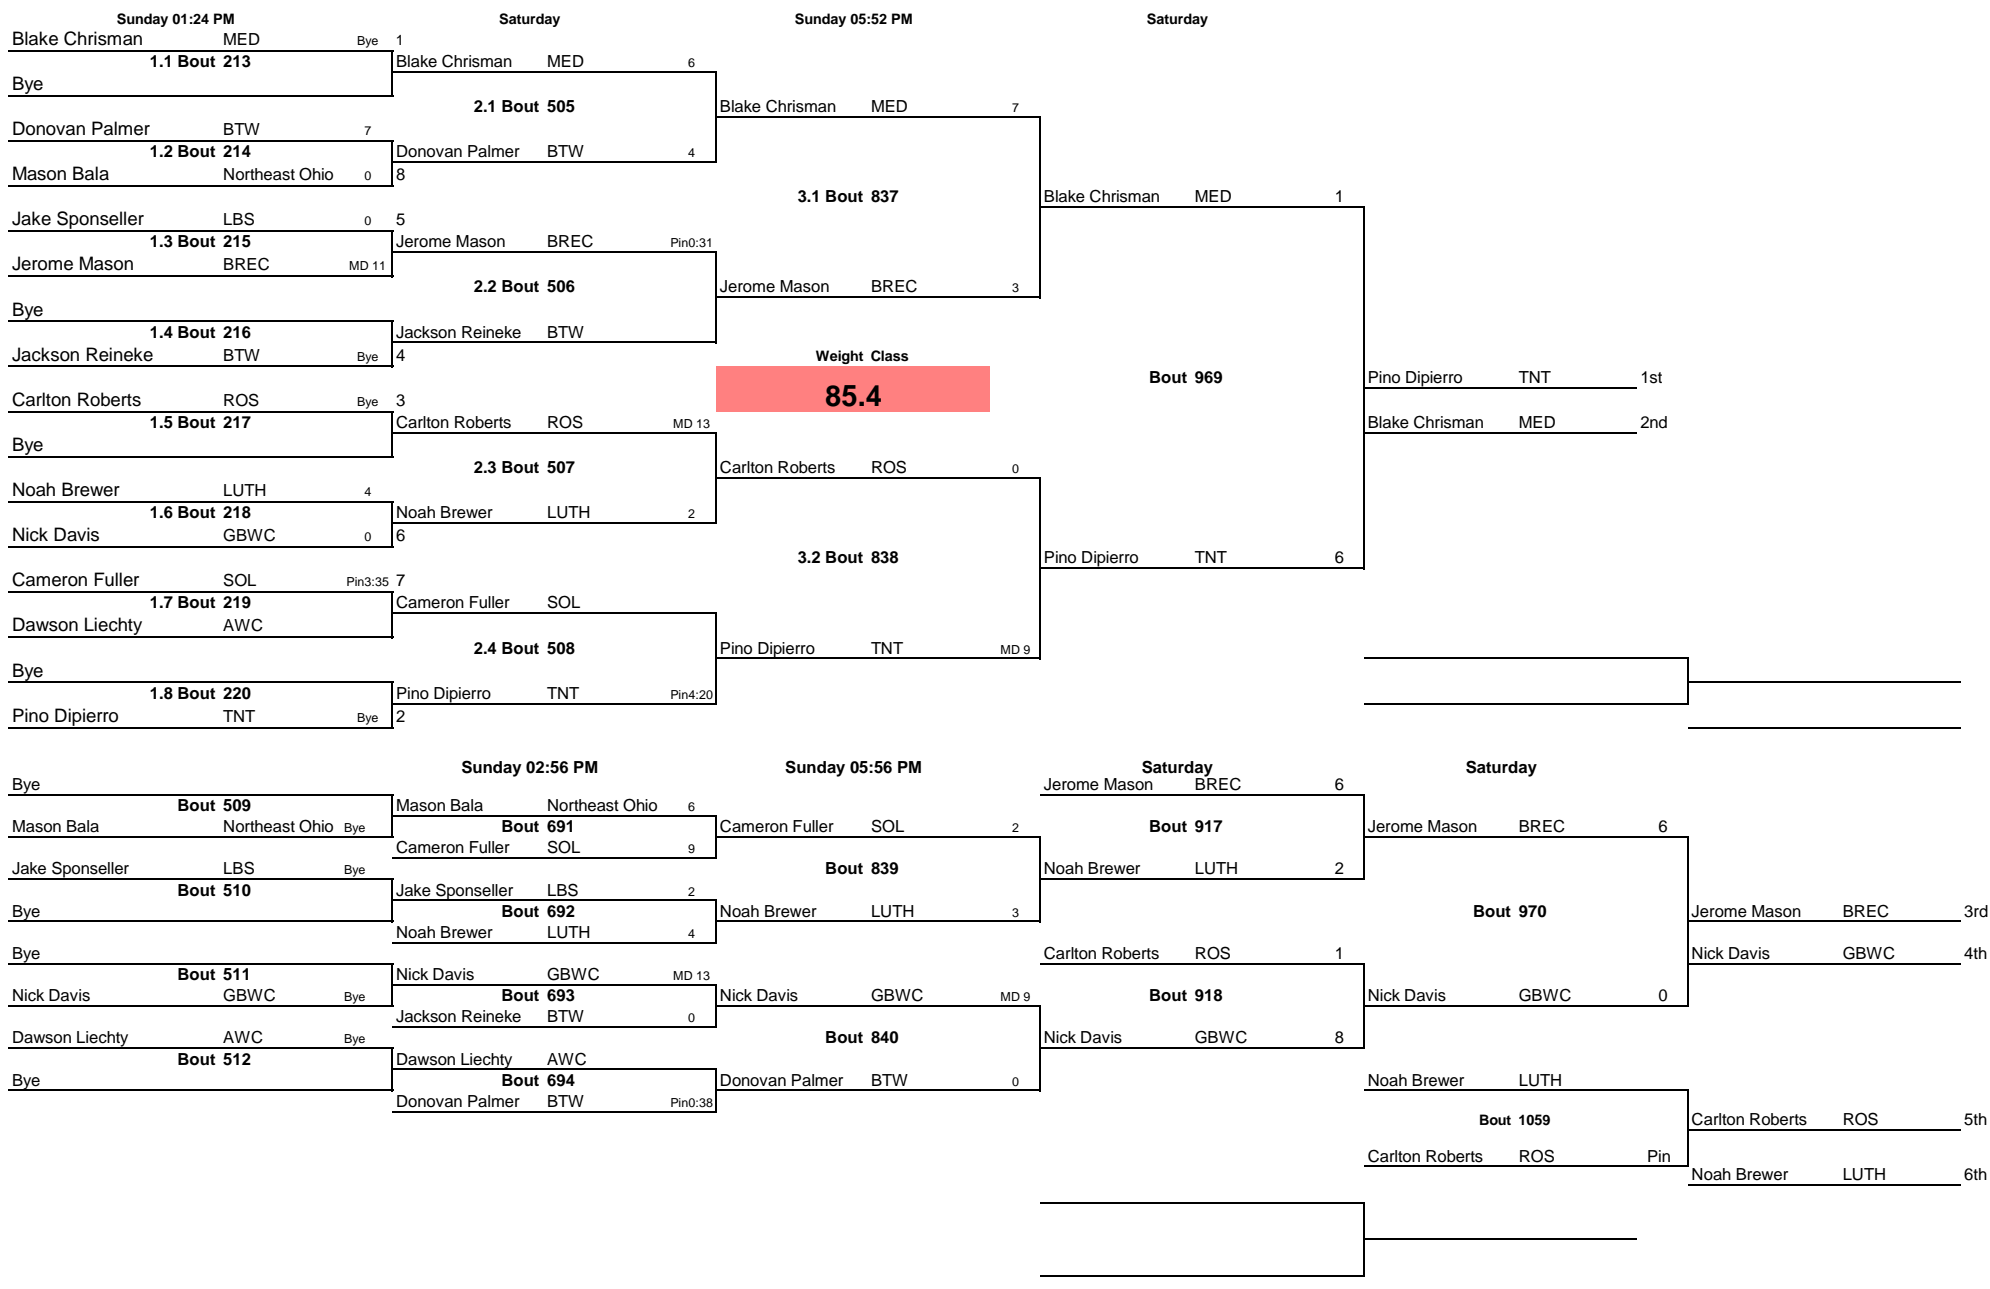 Sunday 01:24 PM Saturday Sunday 05:52 PM Saturday
Blake Chrisman MED Bye 1
1.1 Bout 213 Blake Chrisman MED 6
Bye
2.1 Bout 505 Blake Chrisman MED 7
Donovan Palmer BTW 7
1.2 Bout 214 Donovan Palmer BTW 4
Mason Bala Northeast Ohio 0 8
3.1 Bout 837 Blake Chrisman MED 1
Jake Sponseller LBS 0 5
1.3 Bout 215 Jerome Mason BREC Pin0:31
Jerome Mason BREC MD 11
2.2 Bout 506 Jerome Mason BREC 3
Bye
1.4 Bout 216 Jackson Reineke BTW
Jackson Reineke BTW Bye 4 Weight Class
Bout 969 Pino Dipierro TNT 1st
85.4
Carlton Roberts ROS Bye 3
1.5 Bout 217 Carlton Roberts ROS MD 13 Blake Chrisman MED 2nd
Bye
2.3 Bout 507 Carlton Roberts ROS 0
Noah Brewer LUTH 4
1.6 Bout 218 Noah Brewer LUTH 2
Nick Davis GBWC 0 6
3.2 Bout 838 Pino Dipierro TNT 6
Cameron Fuller SOL Pin3:35 7
1.7 Bout 219 Cameron Fuller SOL
Dawson Liechty AWC
2.4 Bout 508 Pino Dipierro TNT MD 9
Bye
1.8 Bout 220 Pino Dipierro TNT Pin4:20
Pino Dipierro TNT Bye 2
Sunday 02:56 PM Sunday 05:56 PM Saturday Saturday
Bye Jerome Mason BREC 6
Bout 509 Mason Bala Northeast Ohio 6
Mason Bala Northeast Ohio Bye Bout 691 Cameron Fuller SOL 2 Bout 917 Jerome Mason BREC 6
Cameron Fuller SOL 9
Jake Sponseller LBS Bye Bout 839 Noah Brewer LUTH 2
Bout 510 Jake Sponseller LBS 2
Bye Bout 692 Noah Brewer LUTH 3 Bout 970 Jerome Mason BREC 3rd
Noah Brewer LUTH 4
Bye Carlton Roberts ROS 1 Nick Davis GBWC 4th
Bout 511 Nick Davis GBWC MD 13
Nick Davis GBWC Bye Bout 693 Nick Davis GBWC MD 9 Bout 918 Nick Davis GBWC 0
Jackson Reineke BTW 0
Dawson Liechty AWC Bye Bout 840 Nick Davis GBWC 8
Bout 512 Dawson Liechty AWC
Bye Bout 694 Donovan Palmer BTW 0 Noah Brewer LUTH
Donovan Palmer BTW Pin0:38
Bout 1059 Carlton Roberts ROS 5th
Carlton Roberts ROS Pin
Noah Brewer LUTH 6th